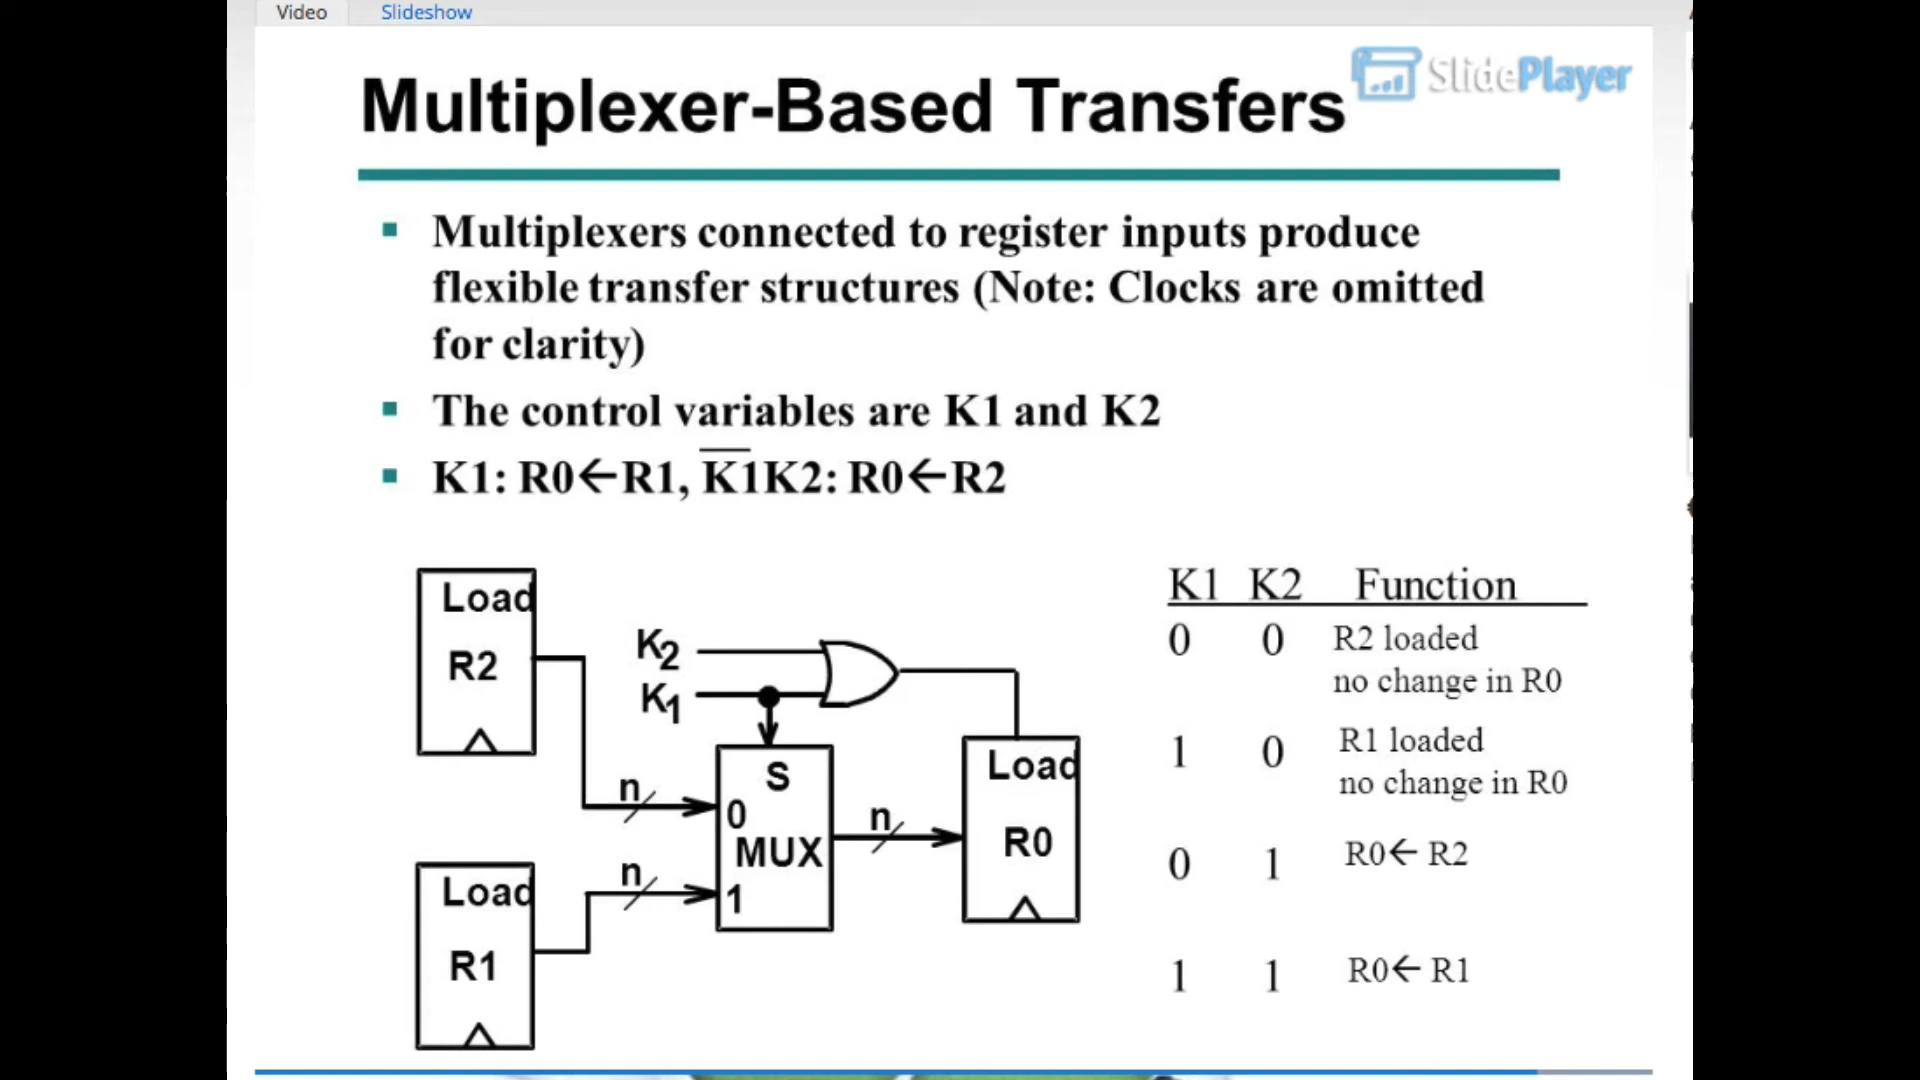 Video Slideshow
SlidePlayer
Multiplexer-Based Transfers
Multiplexers connected to register inputs produce
flexible transfer structures (Note: Clocks are omitted
for clarity)
The control variables are K1 and K2
K1: R0←R1, K̅1̅K2: R0←R2
Load
R2
K2
K1
n
S
0
MUX
1
n
Load
R1
n
Load
R0
K1 K2 Function
0 0 R2 loaded
no change in R0
1 0 R1 loaded
no change in R0
0 1 R0← R2
1 1 R0← R1